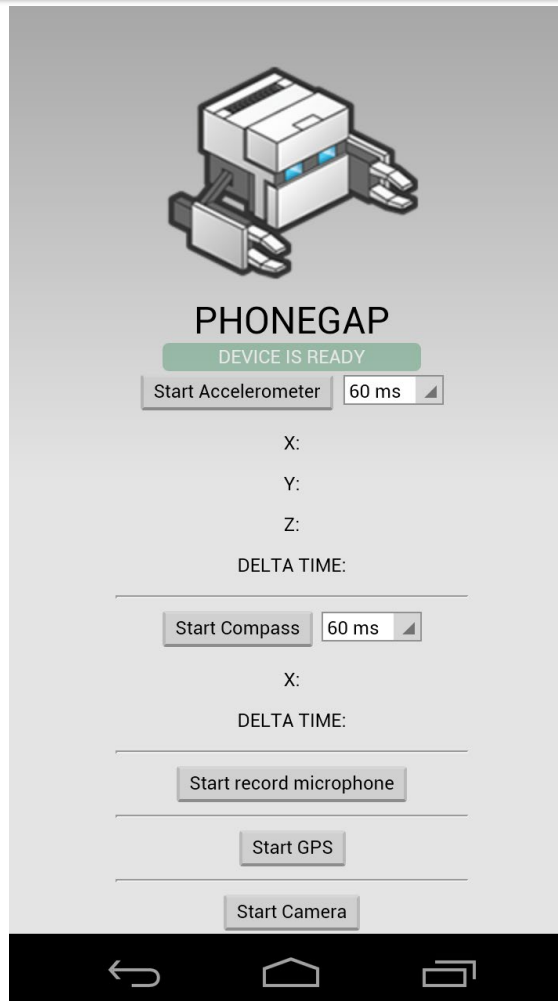 PHONEGAP
DEVICE IS READY
Start Accelerometer 60 ms
X:
Y:
Z:
DELTA TIME:
Start Compass 60 ms
X:
DELTA TIME:
Start record microphone
Start GPS
Start Camera